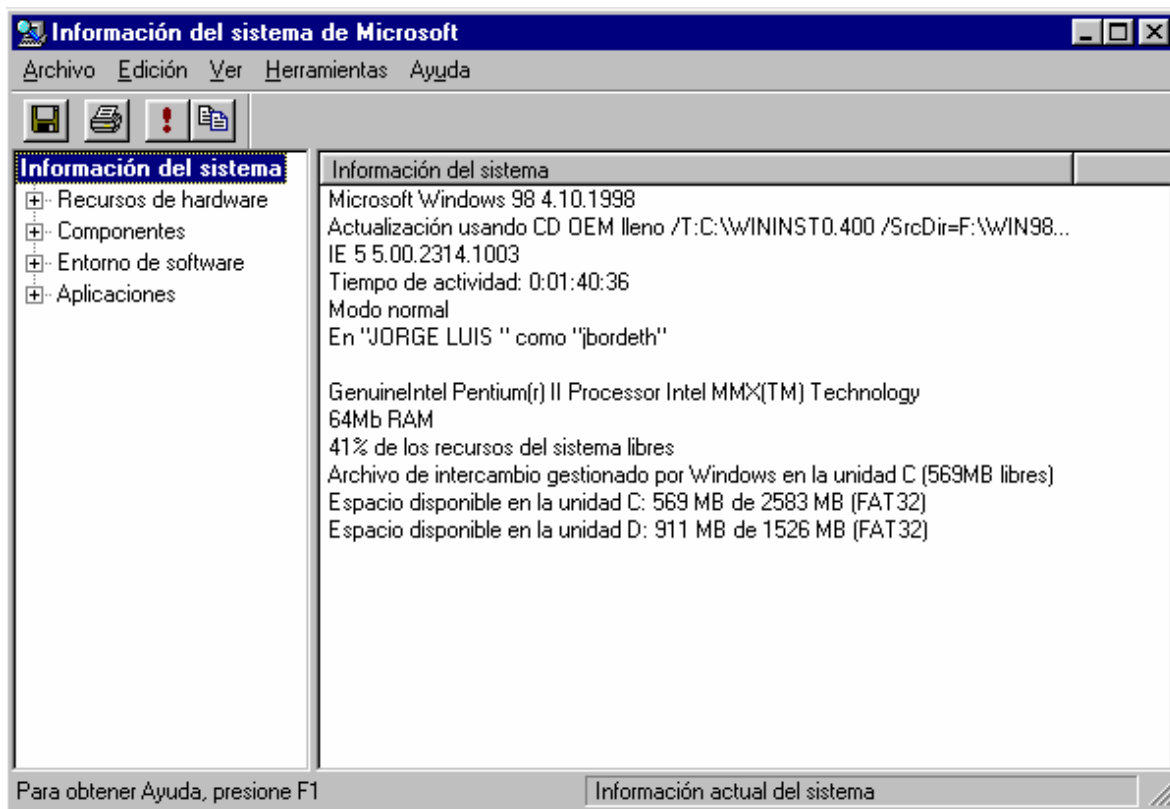 Información del sistema de Microsoft
Archivo Edición Ver Herramientas Ayuda
Información del sistema
Recursos de hardware
Componentes
Entorno de software
Aplicaciones
Información del sistema
Microsoft Windows 98 4.10.1998
Actualización usando CD OEM lleno /T:C:\WININST0.400 /SrcDir=F:\WIN98...
IE 5 5.00.2314.1003
Tiempo de actividad: 0:01:40:36
Modo normal
En "JORGE LUIS " como "jbordeth"
GenuineIntel Pentium(r) II Processor Intel MMX(TM) Technology
64Mb RAM
41% de los recursos del sistema libres
Archivo de intercambio gestionado por Windows en la unidad C (569MB libres)
Espacio disponible en la unidad C: 569 MB de 2583 MB (FAT32)
Espacio disponible en la unidad D: 911 MB de 1526 MB (FAT32)
Para obtener Ayuda, presione F1
Información actual del sistema